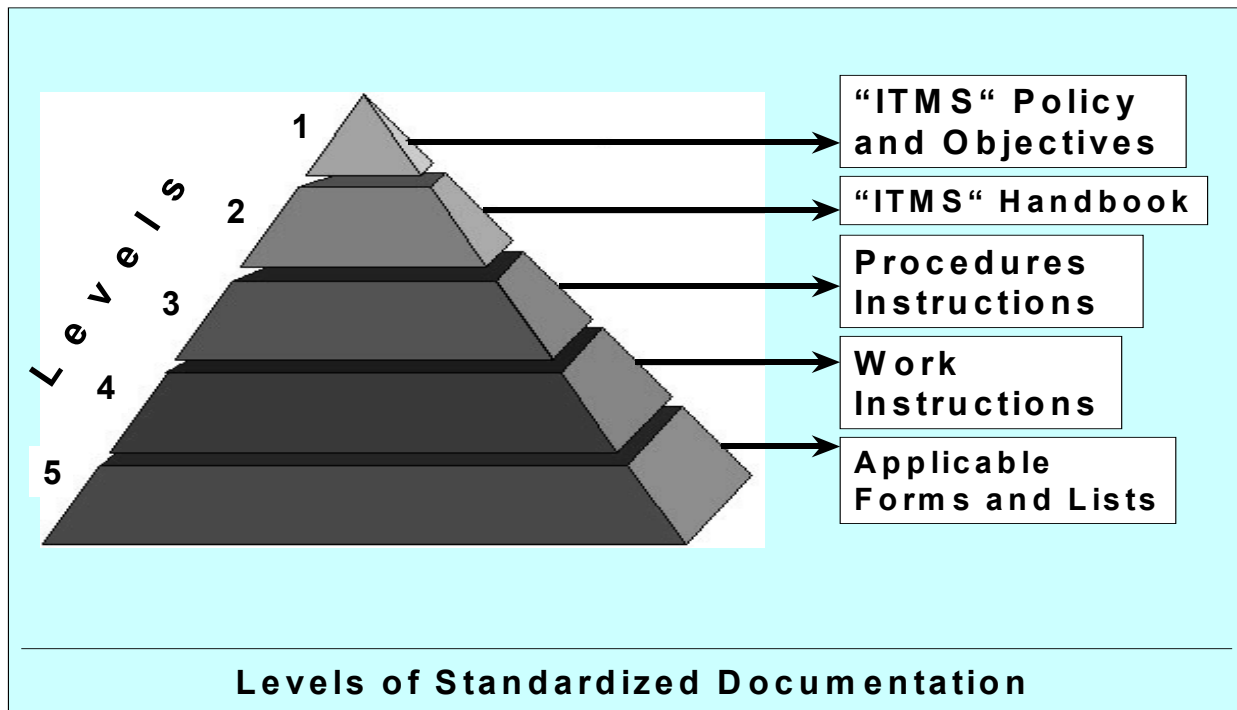 Levels
1
2
3
4
5
“ITMS“ Policy
and Objectives
“ITMS“ Handbook
Procedures
Instructions
Work
Instructions
Applicable
Forms and Lists
Levels of Standardized Documentation